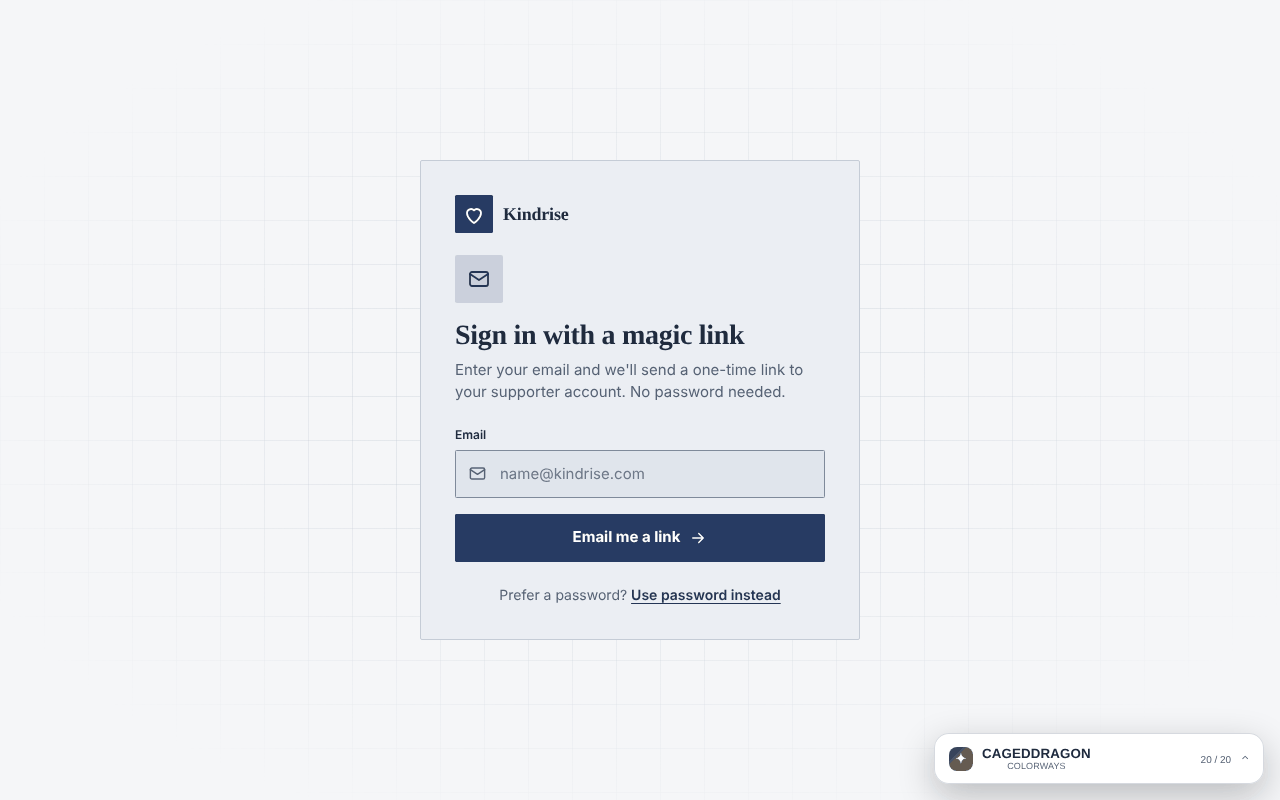 Kindrise
Sign in with a magic link
Enter your email and we'll send a one-time link to
your supporter account. No password needed.
Email
name@kindrise.com
Email me a link →
Prefer a password? Use password instead
CAGEDDRAGON
COLORWAYS
20 / 20